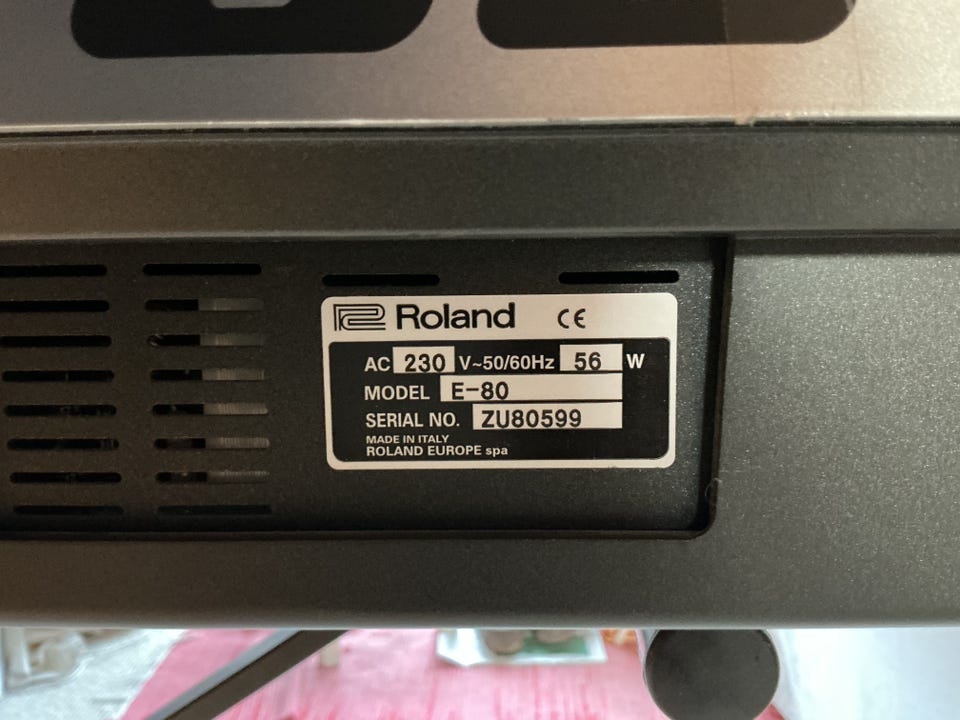 Roland CE
AC 230 V~50/60Hz 56 W
MODEL E-80
SERIAL NO. ZU80599
MADE IN ITALY
ROLAND EUROPE spa